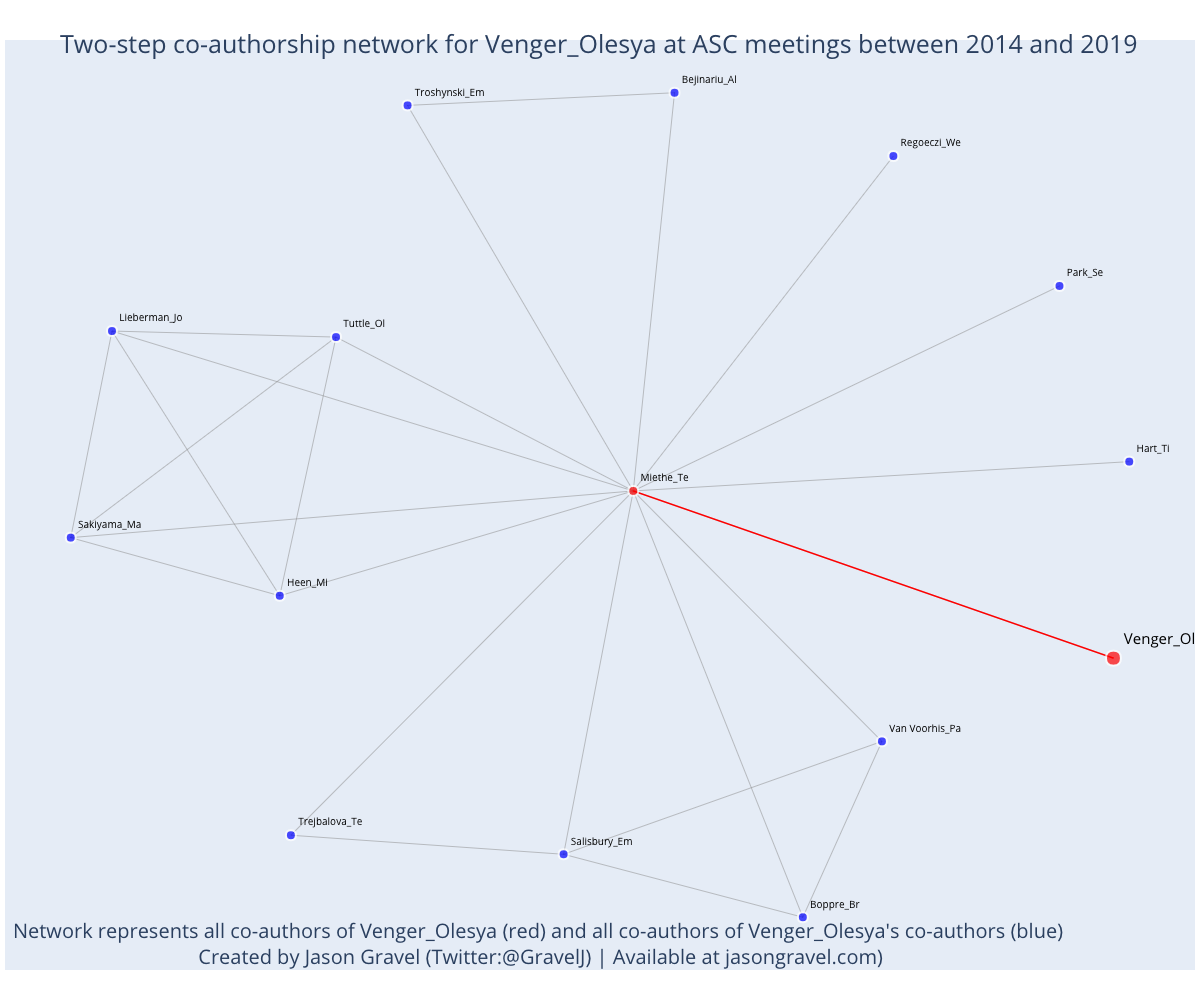 Two-step co-authorship network for Venger_Olesya at ASC meetings between 2014 and 2019
Bejinariu_Al
Troshynski_Em
Regoeczi_We
Park_Se
Lieberman_Jo
Tuttle_Ol
Hart_Ti
Miethe_Te
Sakiyama_Ma
Heen_Mi
Venger_Ol
Van Voorhis_Pa
Trejbalova_Te
Salisbury_Em
Boppre_Br
Network represents all co-authors of Venger_Olesya (red) and all co-authors of Venger_Olesya's co-authors (blue)
Created by Jason Gravel (Twitter:@GravelJ) | Available at jasongravel.com)